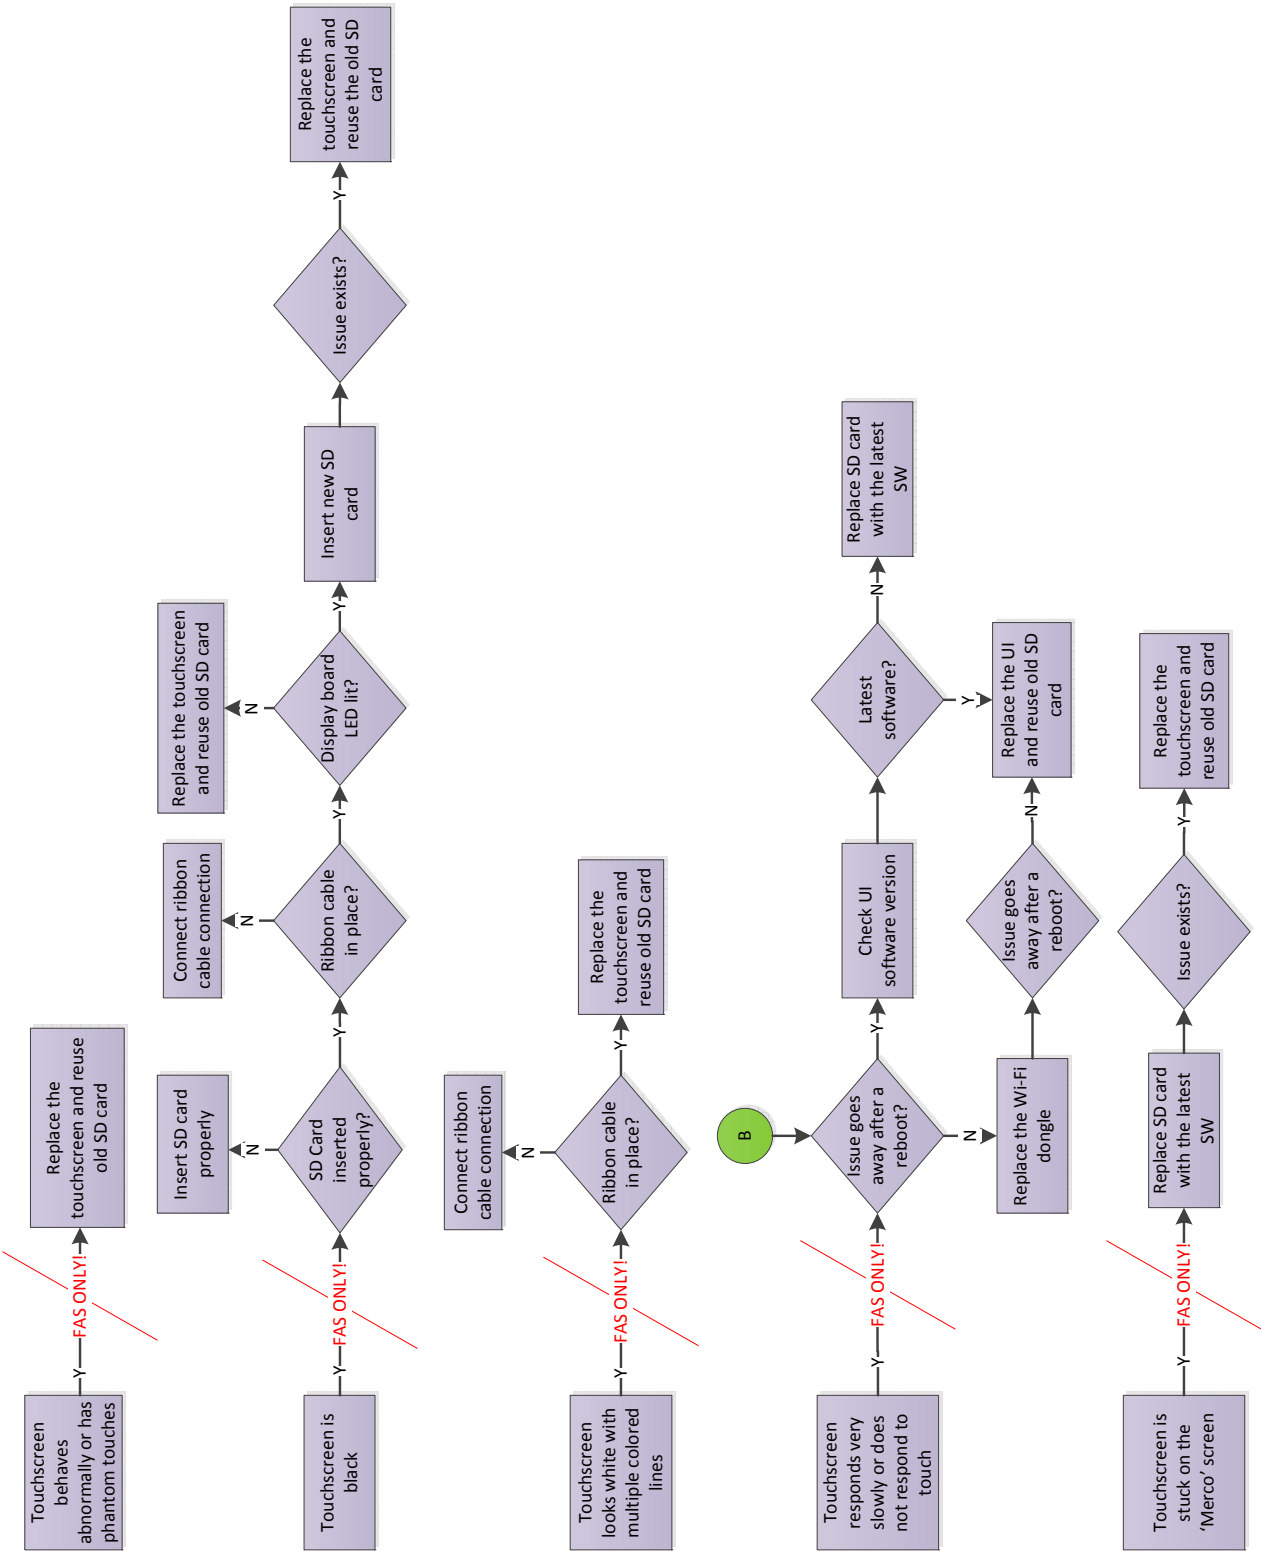 Touchscreen
behaves
abnormally or has
phantom touches
Y
FAS ONLY!
Replace the
touchscreen and reuse
old SD card
Touchscreen is
black
Y
FAS ONLY!
SD Card
inserted
properly?
N
Insert SD card
properly
Y
Ribbon cable
in place?
N
Connect ribbon
cable connection
Y
Display board
LED lit?
N
Replace the touchscreen
and reuse old SD card
Y
Insert new SD
card
Issue exists?
Y
Replace the
touchscreen and
reuse the old SD
card
Touchscreen
looks white with
multiple colored
lines
Y
FAS ONLY!
Ribbon cable
in place?
N
Connect ribbon
cable connection
Y
Replace the
touchscreen and
reuse old SD card
B
Touchscreen
responds very
slowly or does
not respond to
touch
Y
FAS ONLY!
Issue goes
away after a
reboot?
Y
Check UI
software version
Latest
software?
N
Replace SD card
with the latest
SW
Y
N
Replace the Wi-Fi
dongle
Issue goes
away after a
reboot?
N
Replace the UI
and reuse old SD
card
Touchscreen is
stuck on the
‘Merco’ screen
Y
FAS ONLY!
Replace SD card
with the latest
SW
Issue exists?
Y
Replace the
touchscreen and
reuse old SD card